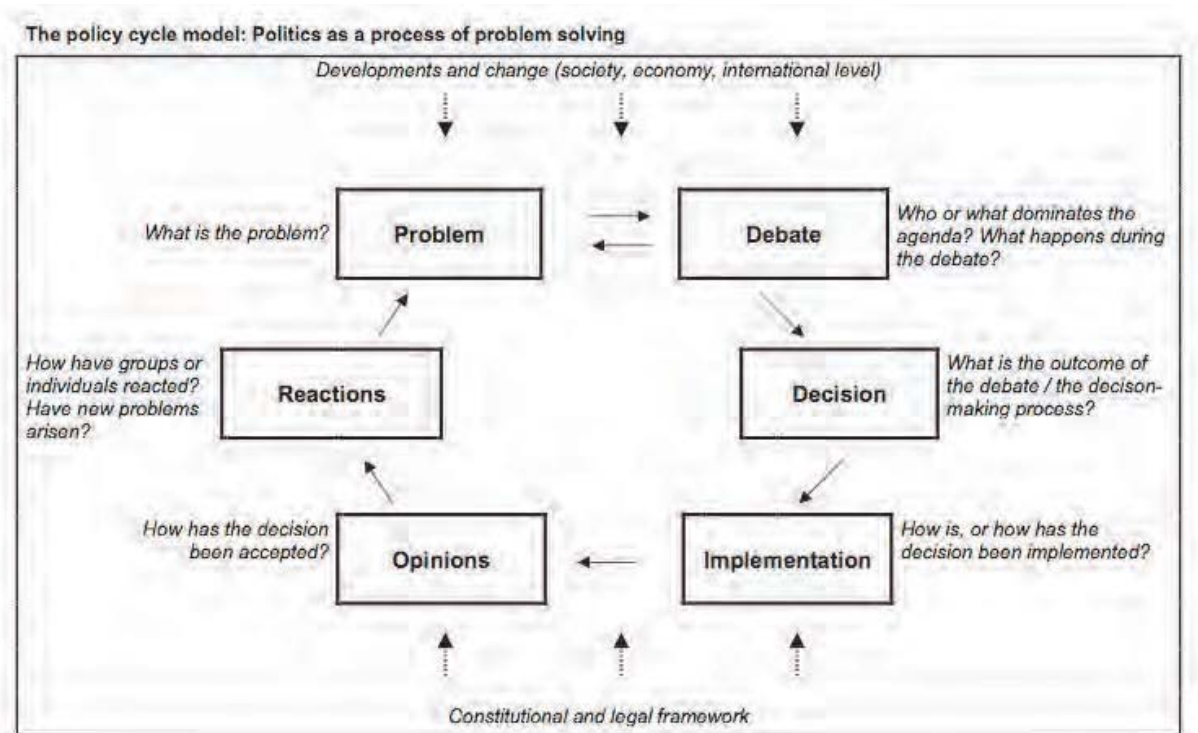 The policy cycle model: Politics as a process of problem solving
Developments and change (society, economy, international level)
What is the problem?
Problem
Debate
Who or what dominates the
agenda? What happens during
the debate?
How have groups or
individuals reacted?
Have new problems
arisen?
Reactions
Decision
What is the outcome of
the debate / the decison-
making process?
How has the decision
been accepted?
Opinions
Implementation
How is, or how has the
decision been implemented?
Constitutional and legal framework